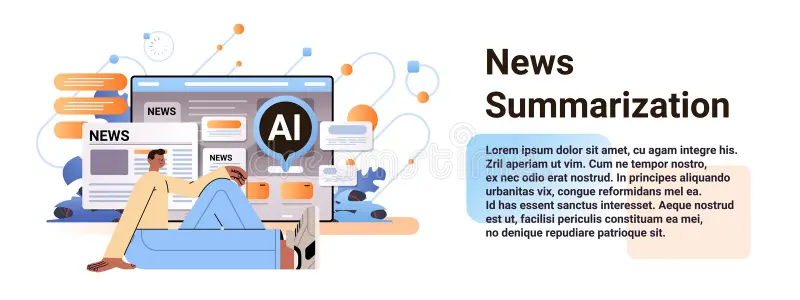 NEWS
NEWS
NEWS
AI
News
Summarization
Lorem ipsum dolor sit amet, cu agam integre his.
Zril aperiam ut vim. Cum ne tempor nostro,
ex nec odio erat nominati. In principes aliquando
urbanitas vix, congue reformidans mel ea.
Id has essent sanctus interesset. Aeque nostrud
est ut, facilisi periculis constituam ea mei,
no denique repudiare patrioque sit.
dreamstime